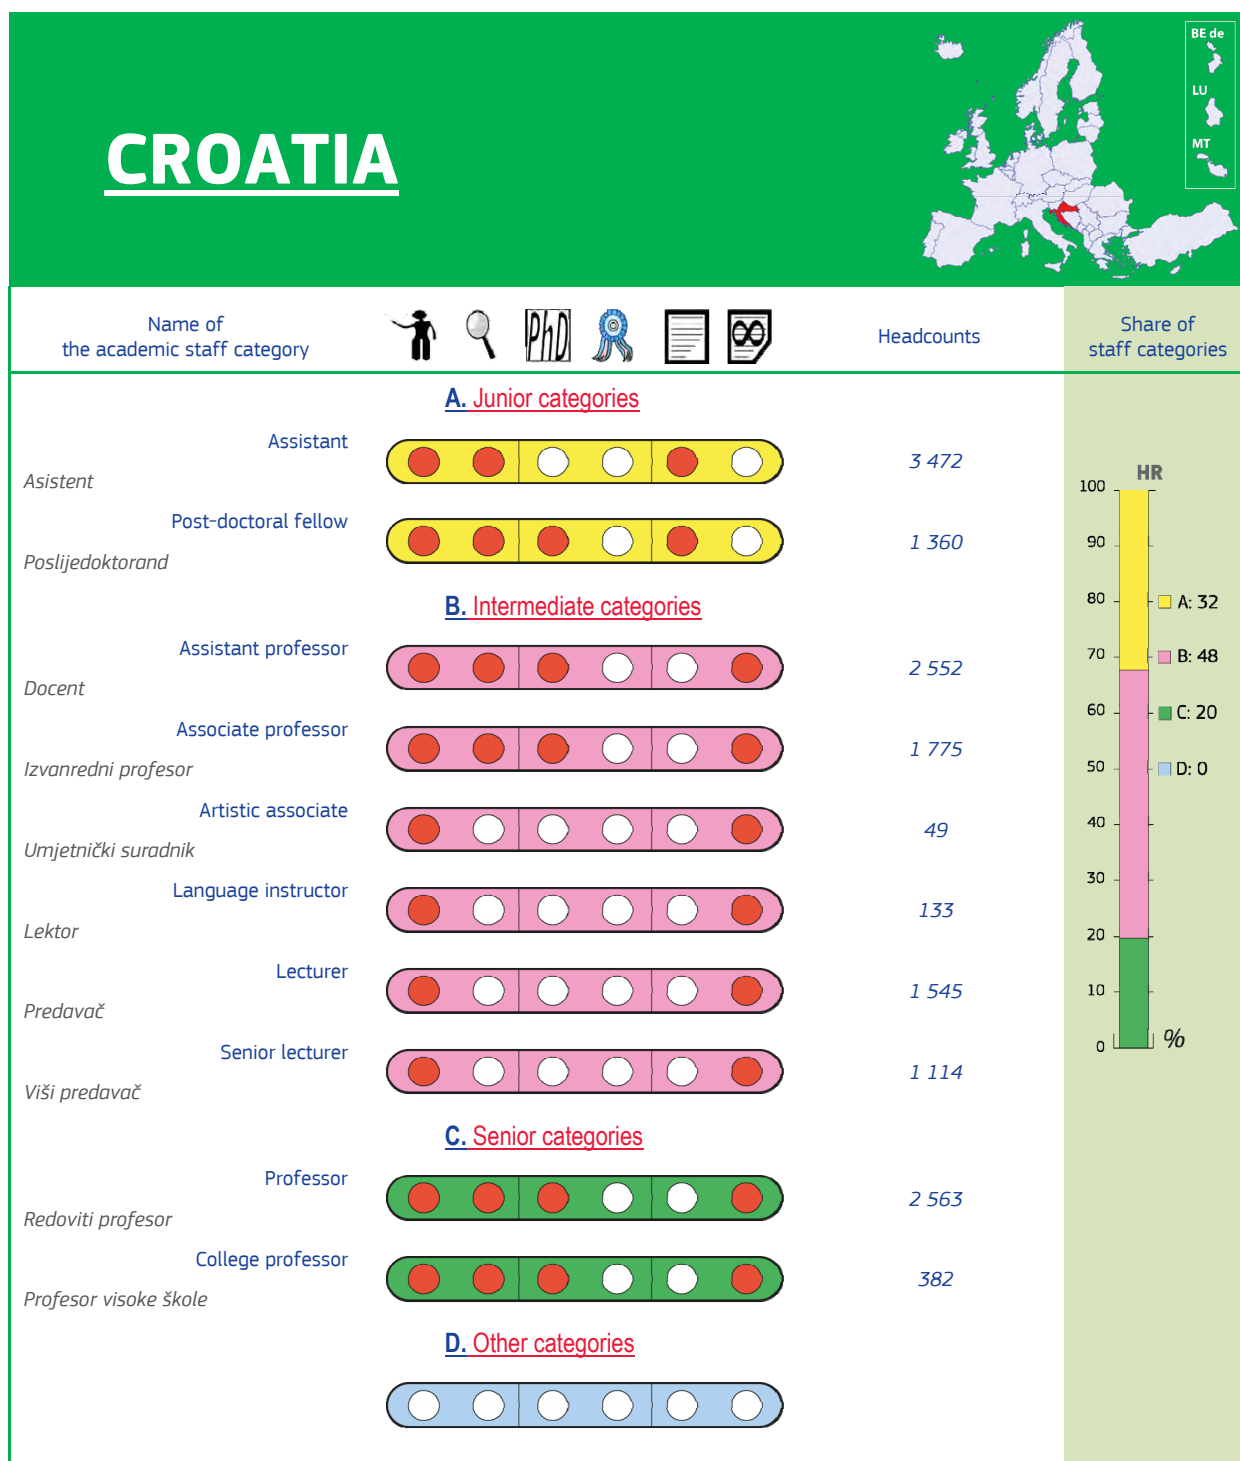 BE de
LU
MT
CROATIA
Name of
the academic staff category
PhD
Headcounts
Share of
staff categories
A. Junior categories
Assistant
Asistent
3 472
Post-doctoral fellow
Poslijedoktorand
1 360
B. Intermediate categories
Assistant professor
Docent
2 552
Associate professor
Izvanredni profesor
1 775
Artistic associate
Umjetnički suradnik
49
Language instructor
Lektor
133
Lecturer
Predavač
1 545
Senior lecturer
Viši predavač
1 114
C. Senior categories
Professor
Redoviti profesor
2 563
College professor
Profesor visoke škole
382
D. Other categories
HR
100
90
80
70
60
50
40
30
20
10
0
%
A: 32
B: 48
C: 20
D: 0